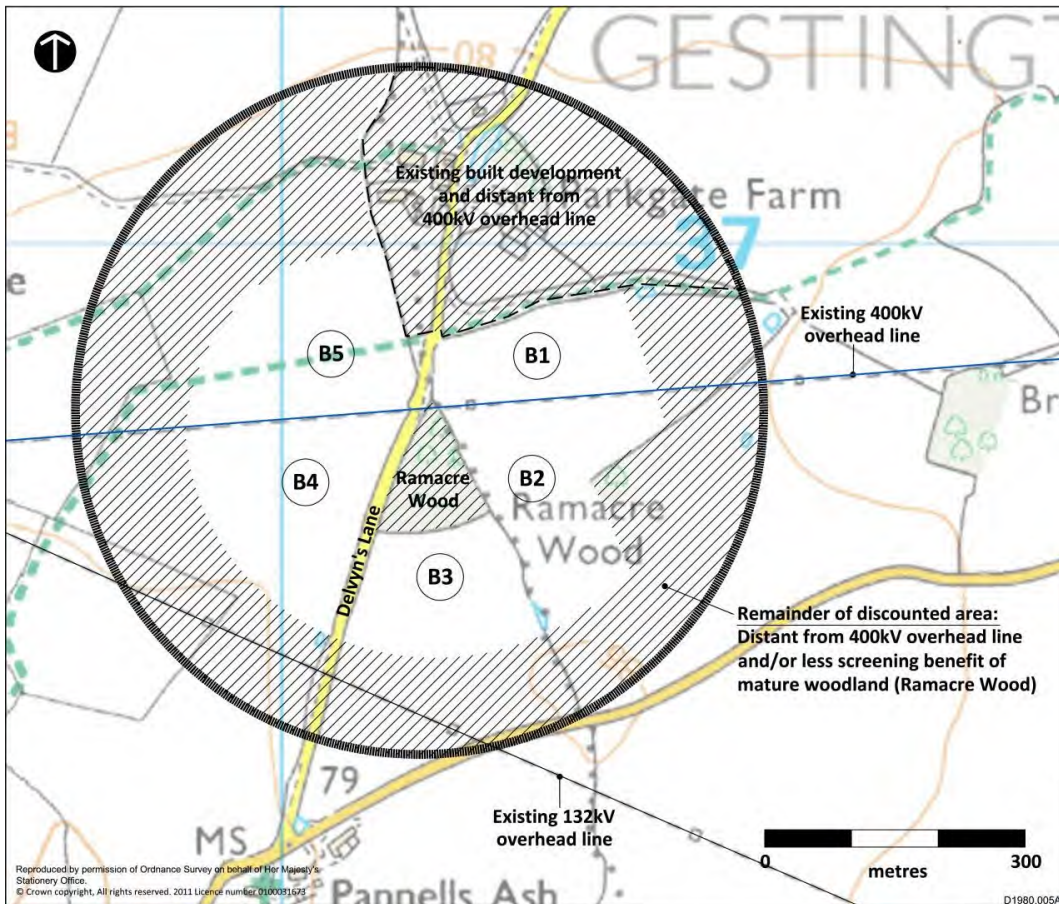 GESTINGT
08
Existing built development
and distant from
400kV overhead line
Parkgate Farm
37
e
Existing 400kV
overhead line
B5
B1
Br
B4
Ramacre
Wood
B2
Ramacre
Wood
Delvyn's Lane
B3
Remainder of discounted area:
Distant from 400kV overhead line
and/or less screening benefit of
mature woodland (Ramacre Wood)
79
Existing 132kV
overhead line
MS
0
300
metres
Pannells Ash
Reproduced by permission of Ordnance Survey on behalf of Her Majesty's
Stationery Office.
© Crown copyright, All rights reserved. 2011 Licence number 0100031673